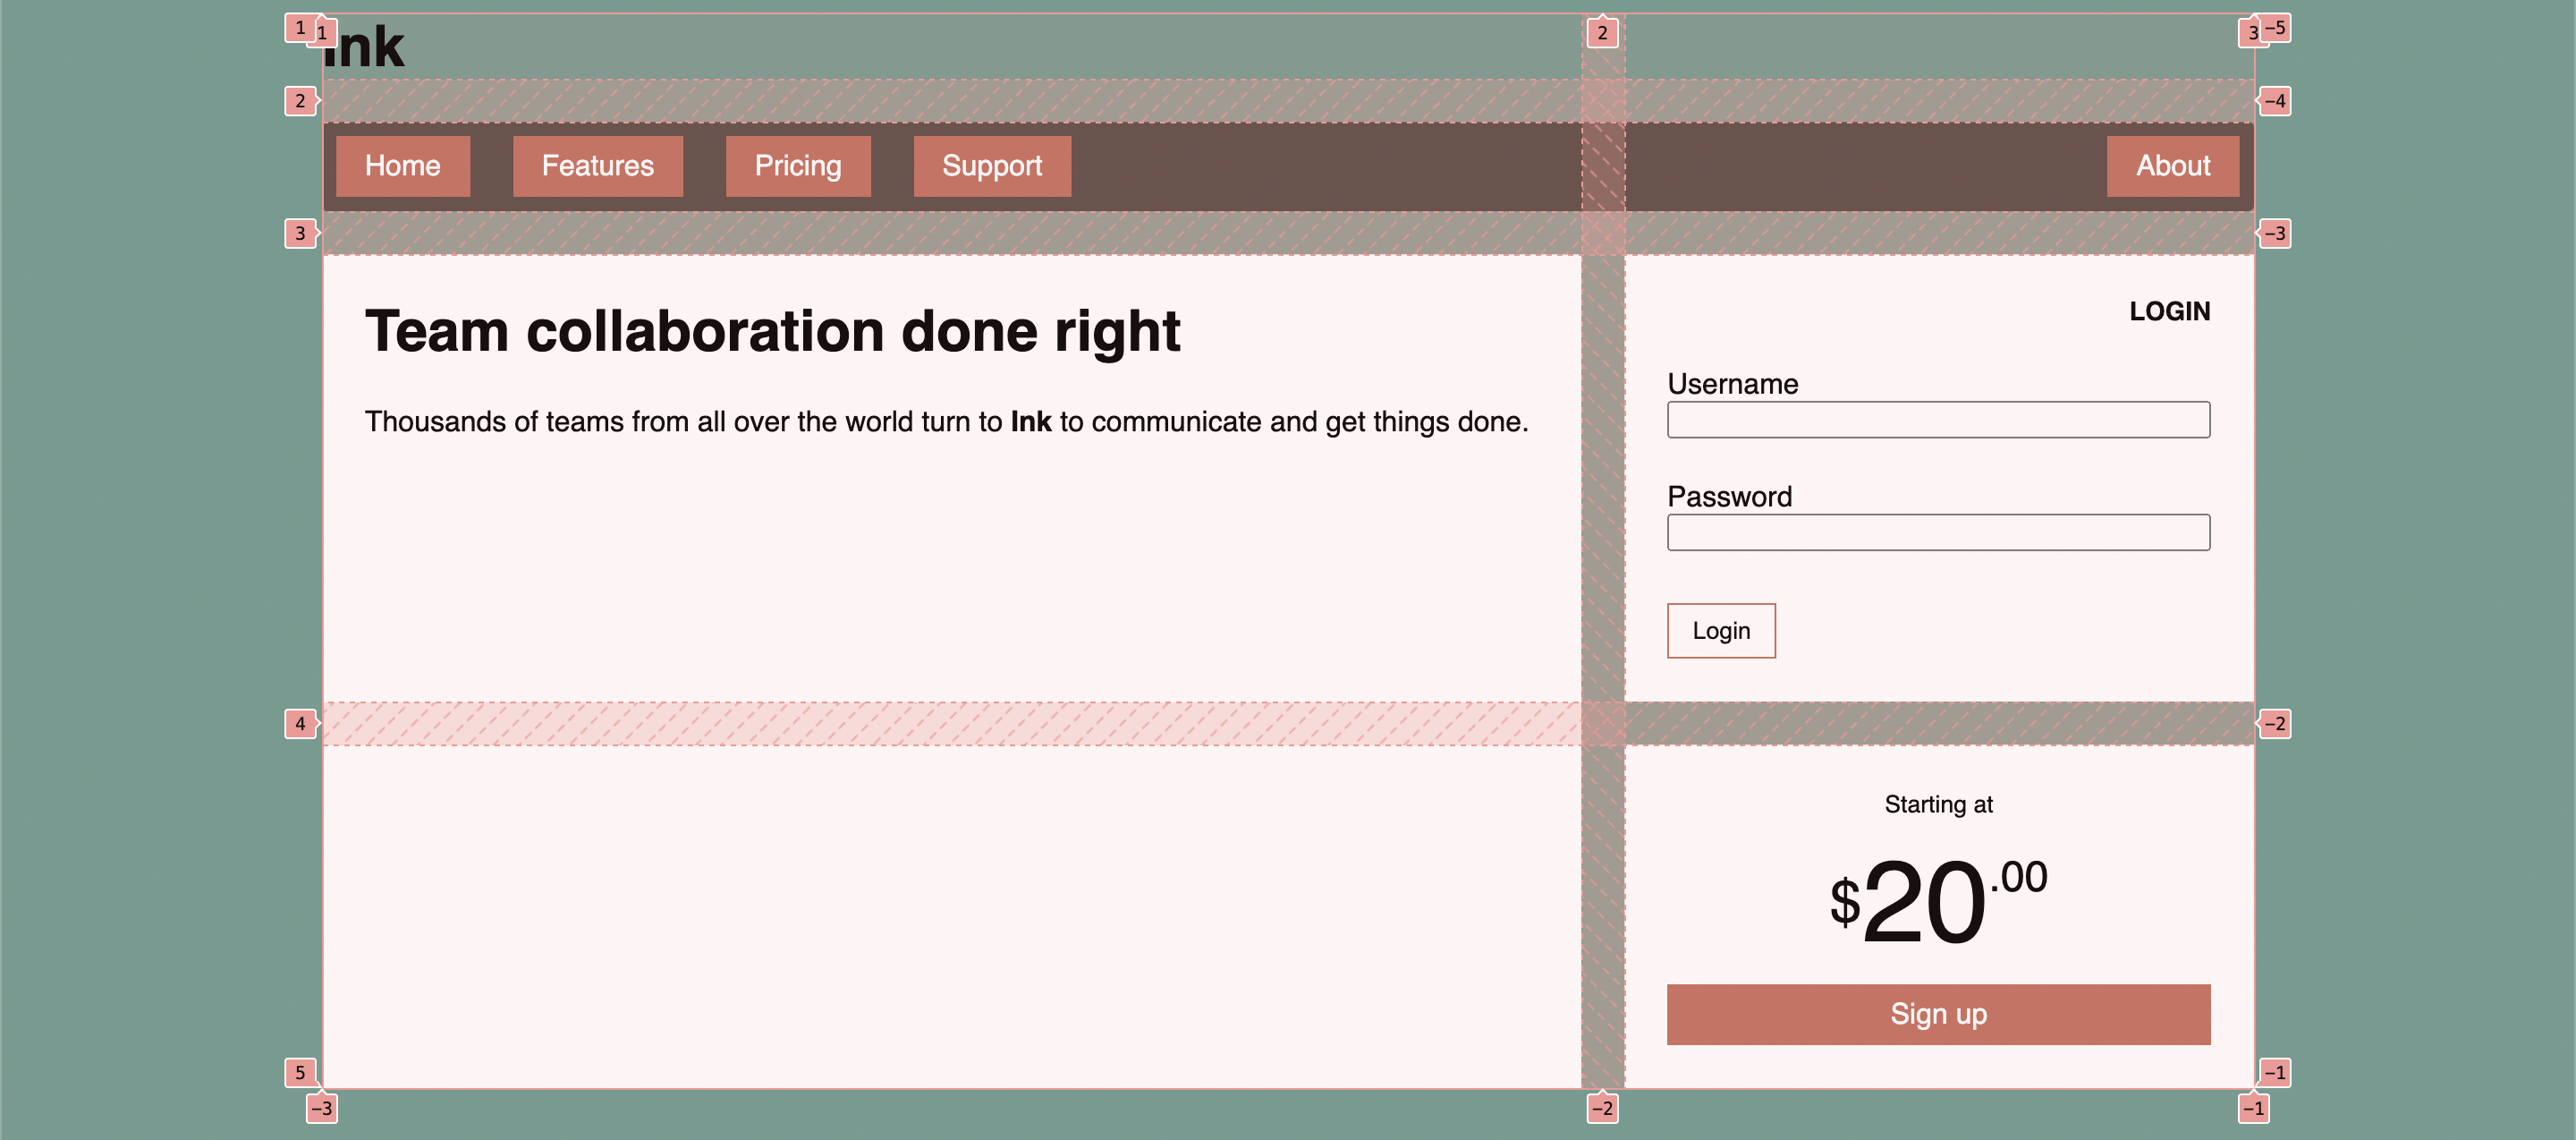 1 1 Ink 2 3 -5
2 -4
Home Features Pricing Support About
3 -3
Team collaboration done right
Thousands of teams from all over the world turn to Ink to communicate and get things done.
LOGIN
Username
Password
Login
4 -2
Starting at
$20.00
Sign up
5 -1
-3 -2 -1